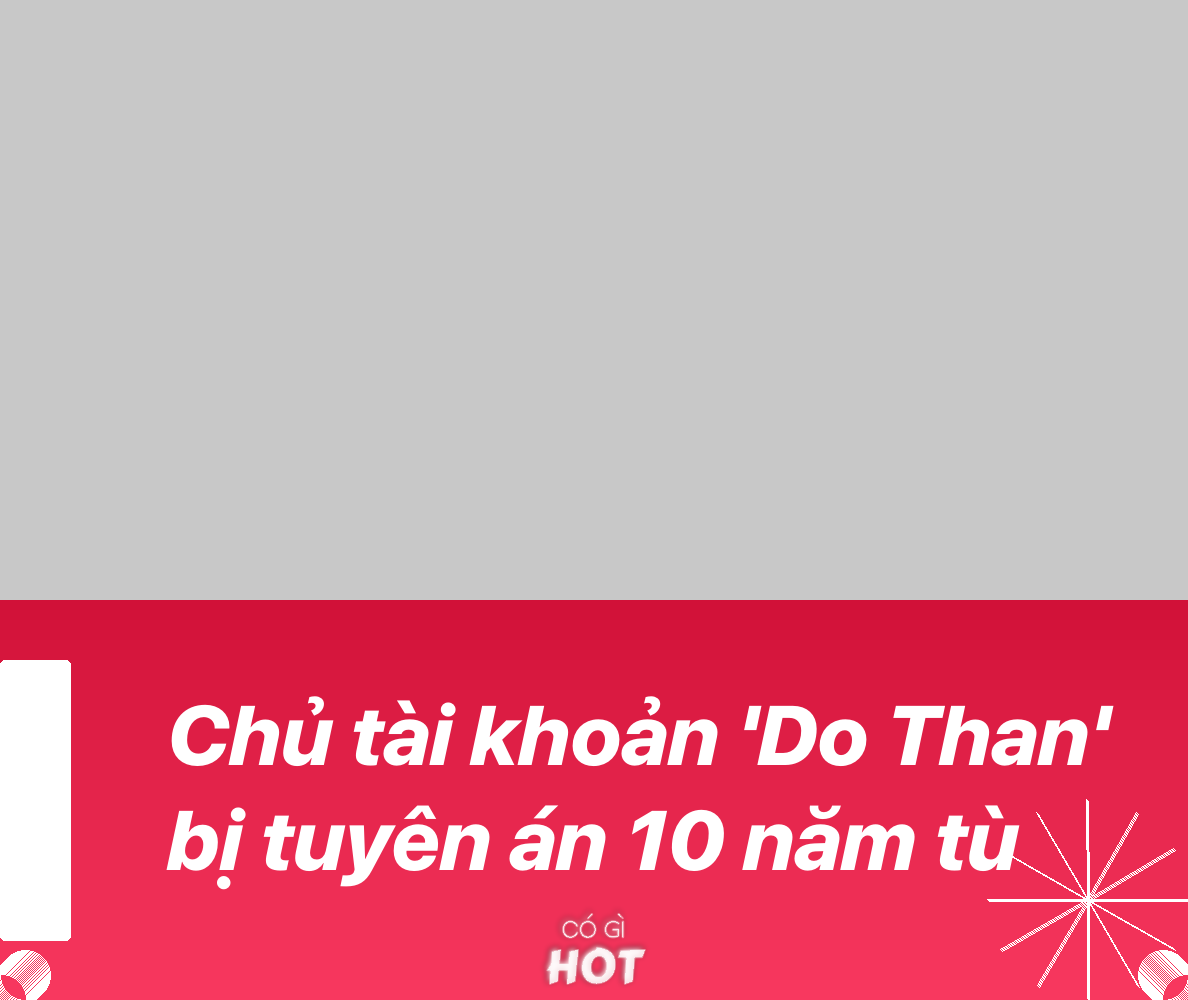 Chủ tài khoản 'Do Than'
bị tuyên án 10 năm tù
CÓ GÌ
HOT